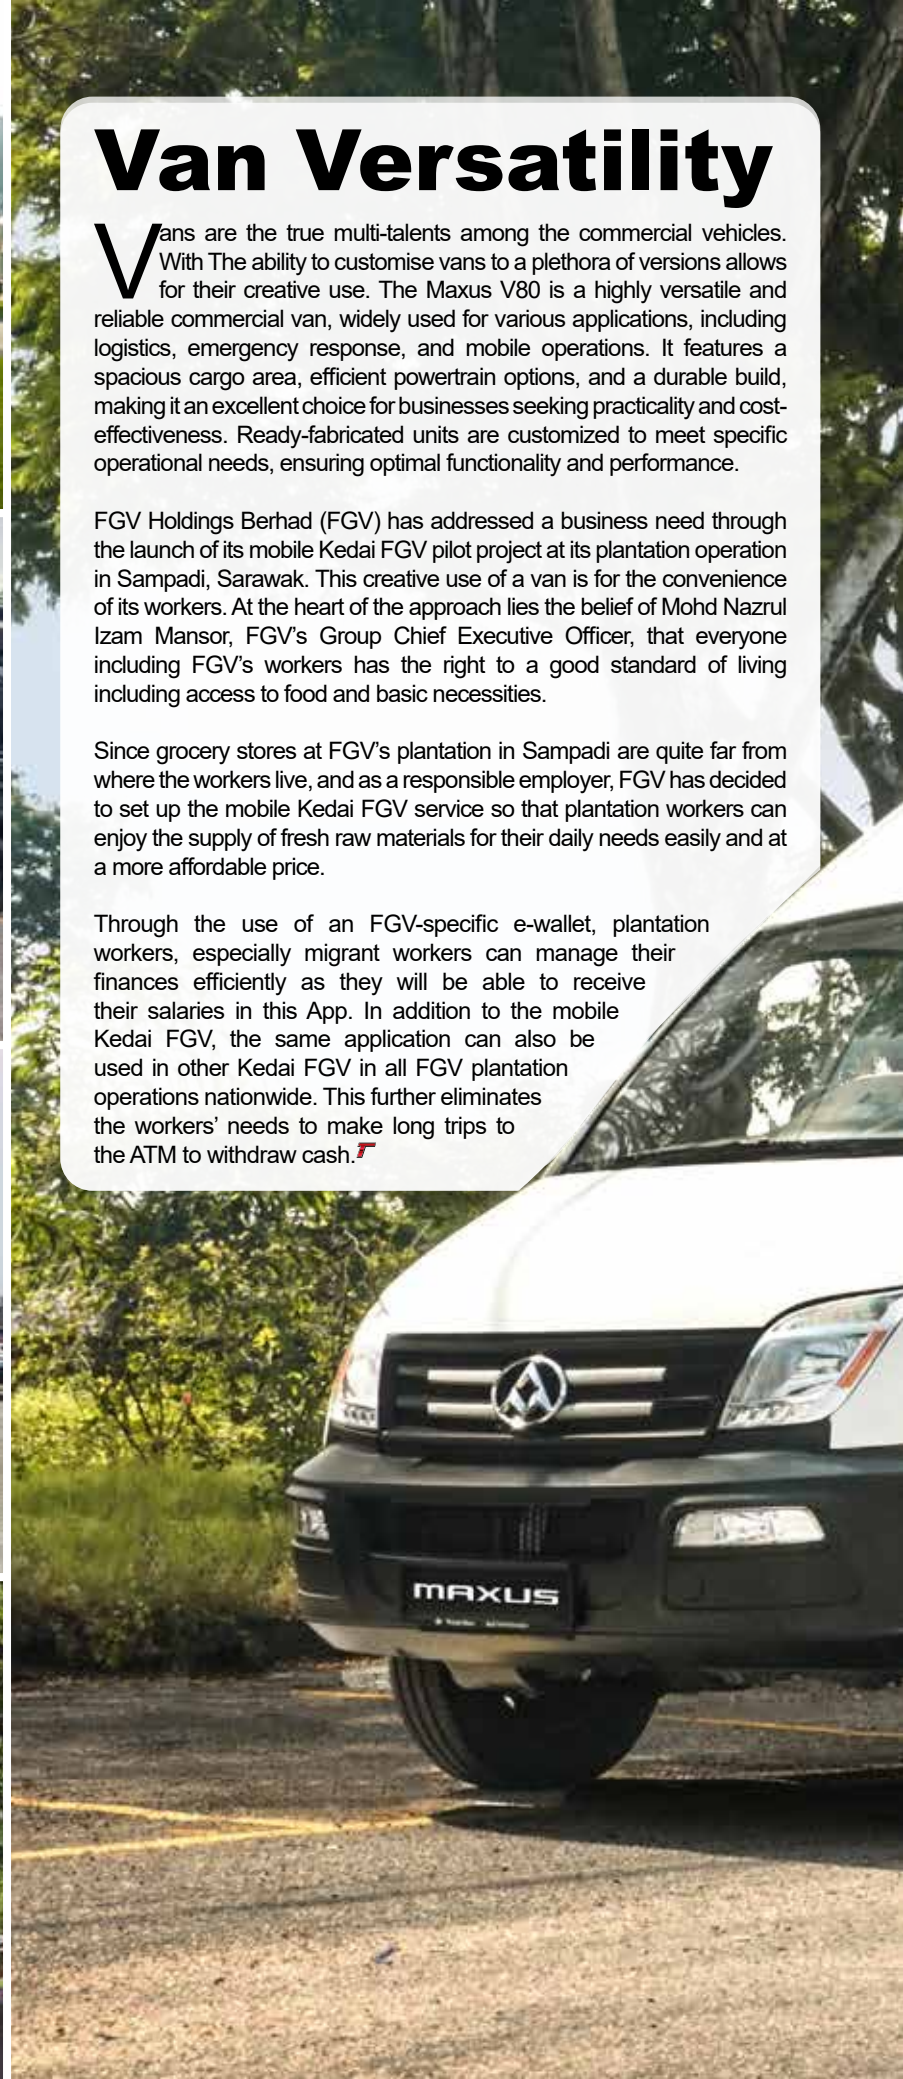 Van Versatility
Vans are the true multi-talents among the commercial vehicles.
With The ability to customise vans to a plethora of versions allows
for their creative use. The Maxus V80 is a highly versatile and
reliable commercial van, widely used for various applications, including
logistics, emergency response, and mobile operations. It features a
spacious cargo area, efficient powertrain options, and a durable build,
making it an excellent choice for businesses seeking practicality and cost-
effectiveness. Ready-fabricated units are customized to meet specific
operational needs, ensuring optimal functionality and performance.
FGV Holdings Berhad (FGV) has addressed a business need through
the launch of its mobile Kedai FGV pilot project at its plantation operation
in Sampadi, Sarawak. This creative use of a van is for the convenience
of its workers. At the heart of the approach lies the belief of Mohd Nazrul
Izam Mansor, FGV's Group Chief Executive Officer, that everyone
including FGV's workers has the right to a good standard of living
including access to food and basic necessities.
Since grocery stores at FGV's plantation in Sampadi are quite far from
where the workers live, and as a responsible employer, FGV has decided
to set up the mobile Kedai FGV service so that plantation workers can
enjoy the supply of fresh raw materials for their daily needs easily and at
a more affordable price.
Through the use of an FGV-specific e-wallet, plantation
workers, especially migrant workers can manage their
finances efficiently as they will be able to receive
their salaries in this App. In addition to the mobile
Kedai FGV, the same application can also be
used in other Kedai FGV in all FGV plantation
operations nationwide. This further eliminates
the workers' needs to make long trips to
the ATM to withdraw cash.
MAXUS